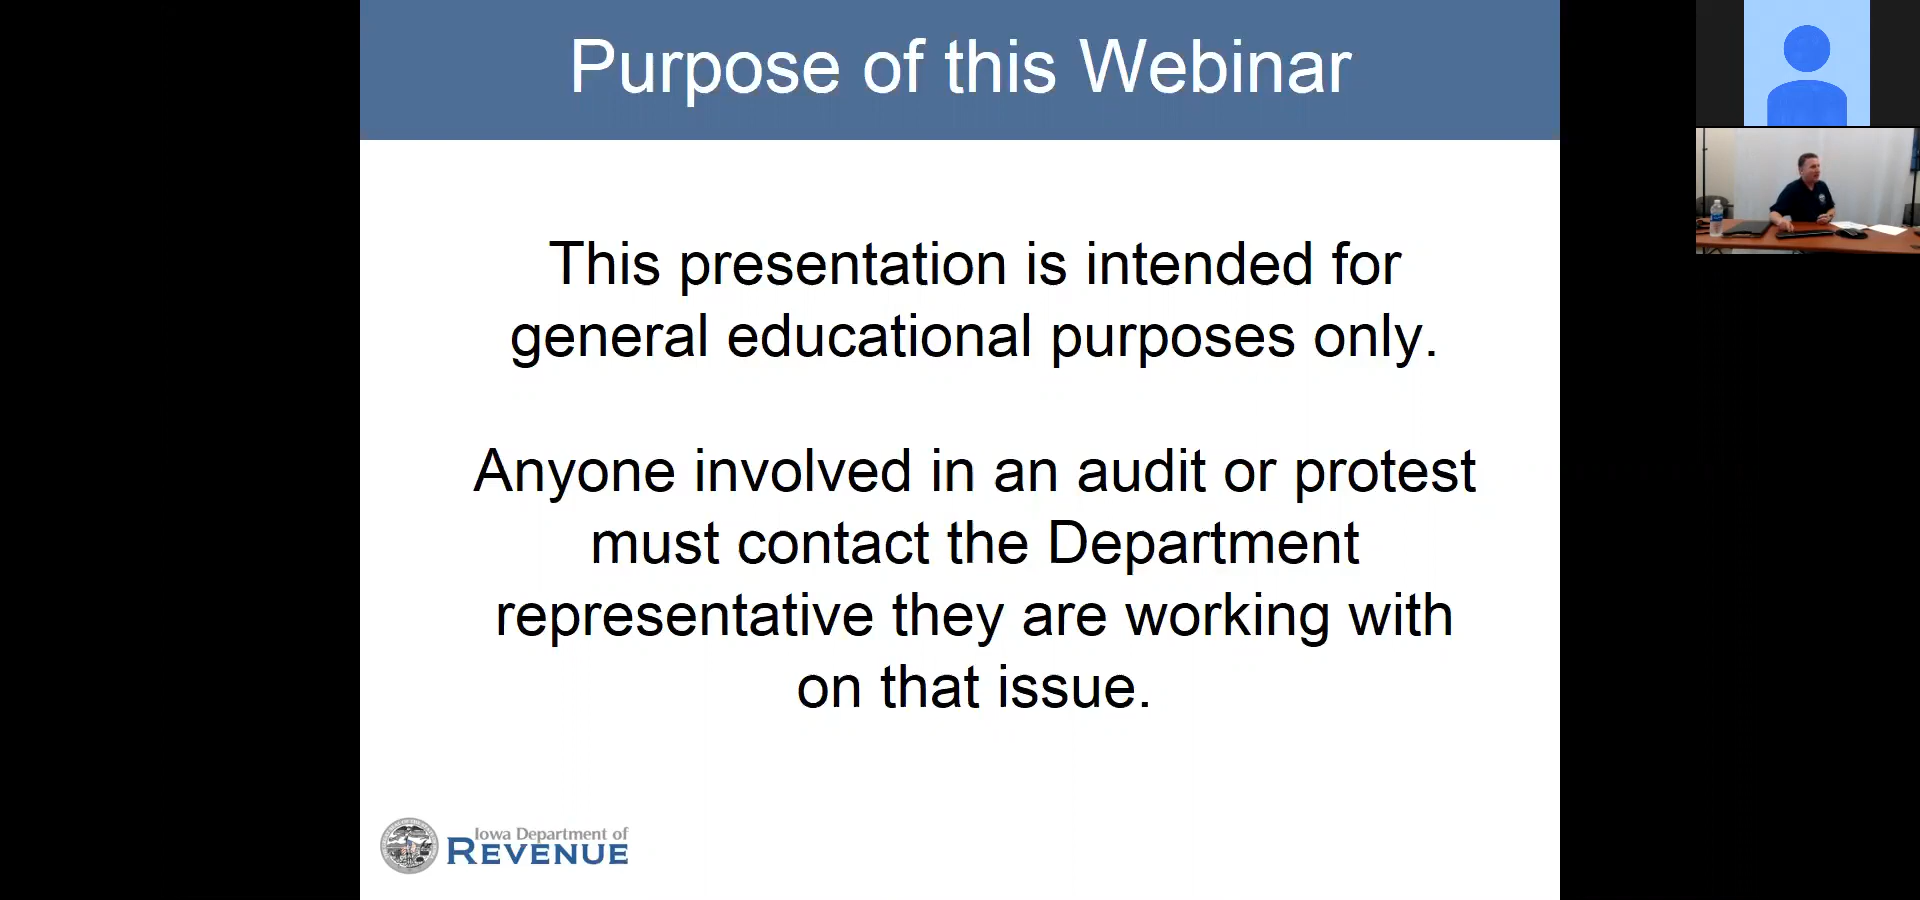 Purpose of this Webinar
This presentation is intended for
general educational purposes only.
Anyone involved in an audit or protest
must contact the Department
representative they are working with
on that issue.
Iowa Department of
REVENUE